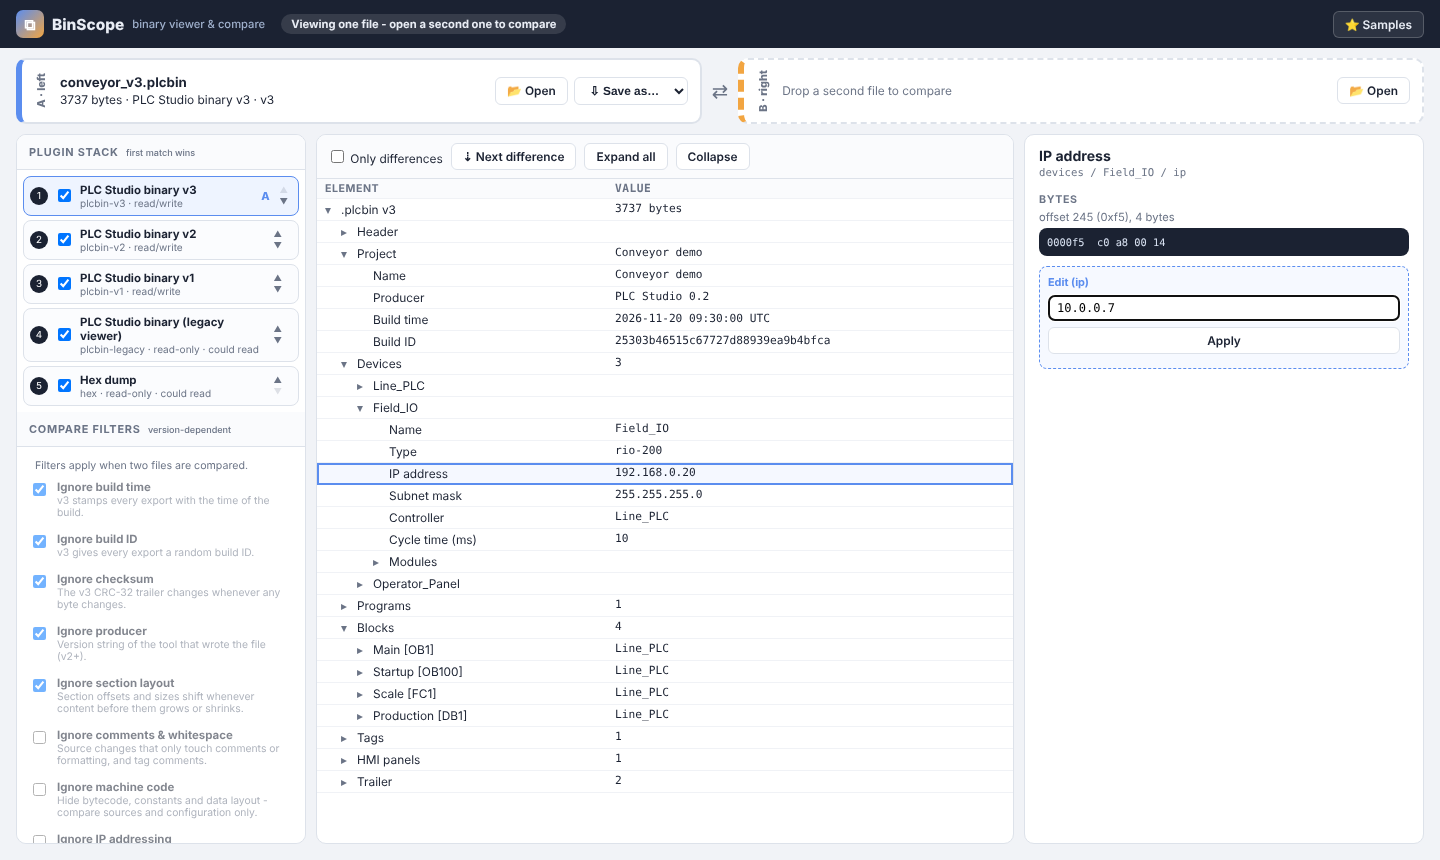 BinScope binary viewer & compare Viewing one file - open a second one to compare ⭐ Samples
A · left
conveyor_v3.plcbin
3737 bytes · PLC Studio binary v3 · v3
📂 Open ⇩ Save as...
⇄
B · right
Drop a second file to compare
📂 Open
PLUGIN STACK first match wins
1 PLC Studio binary v3 A ▲
plcbin-v3 · read/write ▼
2 PLC Studio binary v2 ▲
plcbin-v2 · read/write ▼
3 PLC Studio binary v1 ▲
plcbin-v1 · read/write ▼
4 PLC Studio binary (legacy
viewer)
plcbin-legacy · read-only · could read
5 Hex dump ▲
hex · read-only · could read ▼
COMPARE FILTERS version-dependent
Filters apply when two files are compared.
Ignore build time
v3 stamps every export with the time of the
build.
Ignore build ID
v3 gives every export a random build ID.
Ignore checksum
The v3 CRC-32 trailer changes whenever any
byte changes.
Ignore producer
Version string of the tool that wrote the file
(v2+).
Ignore section layout
Section offsets and sizes shift whenever
content before them grows or shrinks.
Ignore comments & whitespace
Source changes that only touch comments or
formatting, and tag comments.
Ignore machine code
Hide bytecode, constants and data layout -
compare sources and configuration only.
Ignore IP addressing
Only differences ↓ Next difference Expand all Collapse
ELEMENT VALUE
▼ .plcbin v3 3737 bytes
▶ Header
▼ Project Conveyor demo
Name Conveyor demo
Producer PLC Studio 0.2
Build time 2026-11-20 09:30:00 UTC
Build ID 25303b46515c67727d88939ea9b4bfca
▼ Devices 3
▶ Line_PLC
▼ Field_IO
Name Field_IO
Type rio-200
IP address 192.168.0.20
Subnet mask 255.255.255.0
Controller Line_PLC
Cycle time (ms) 10
▶ Modules
▶ Operator_Panel
▶ Programs 1
▼ Blocks 4
▶ Main [OB1] Line_PLC
▶ Startup [OB100] Line_PLC
▶ Scale [FC1] Line_PLC
▶ Production [DB1] Line_PLC
▶ Tags 1
▶ HMI panels 1
▶ Trailer 2
IP address
devices / Field_IO / ip
BYTES
offset 245 (0xf5), 4 bytes
0000f5 c0 a8 00 14
Edit (ip)
10.0.0.7
Apply